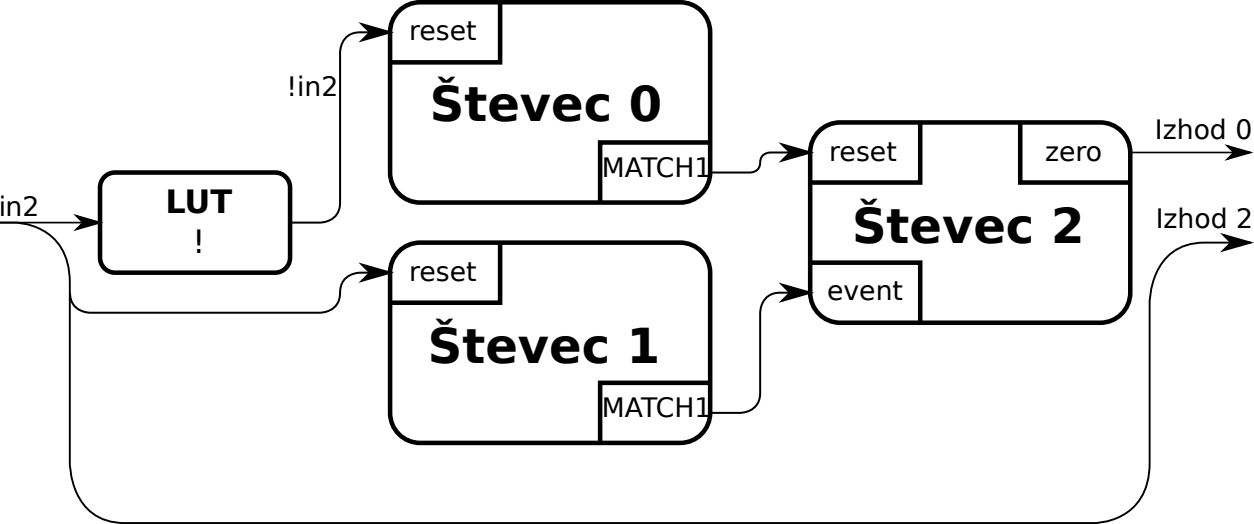 in2
LUT
!
!in2
reset
Števec 0
MATCH1
reset
Števec 1
MATCH1
reset
zero
Števec 2
event
Izhod 0
Izhod 2